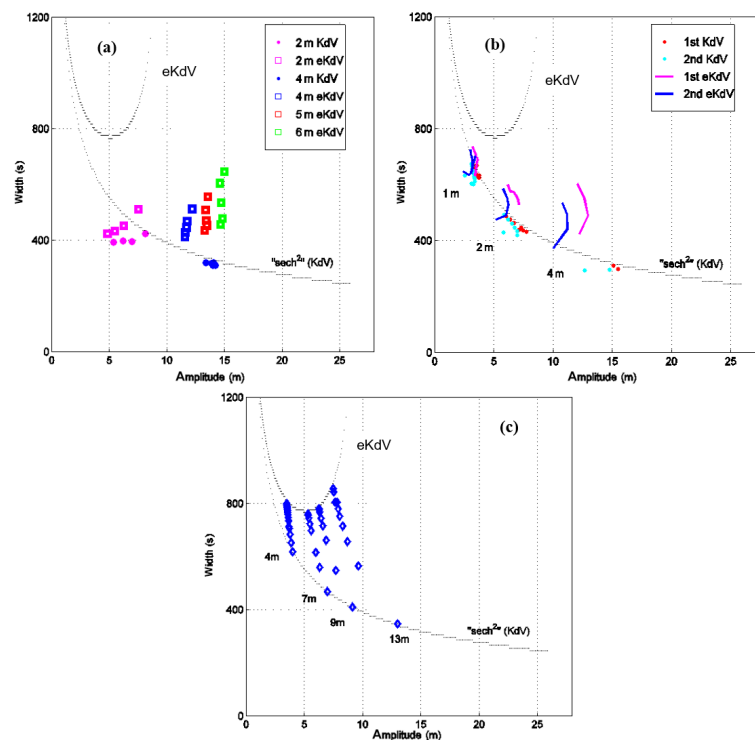 (a)
1200
800
400
0
Width (s)
0 5 10 15 20 25
Amplitude (m)
eKdV
"sech²" (KdV)
2 m KdV
2 m eKdV
4 m KdV
4 m eKdV
5 m eKdV
6 m eKdV
(b)
1200
800
400
0
Width (s)
0 5 10 15 20 25
Amplitude (m)
eKdV
1 m
2 m
4 m
"sech²" (KdV)
1st KdV
2nd KdV
1st eKdV
2nd eKdV
(c)
1200
800
400
0
Width (s)
0 5 10 15 20 25
Amplitude (m)
eKdV
4m
7m
9m
13m
"sech²" (KdV)